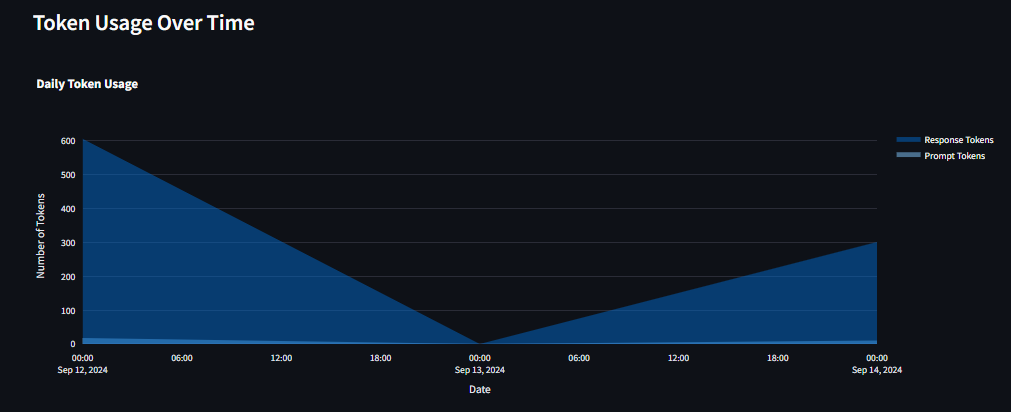 Token Usage Over Time
Daily Token Usage
Response Tokens
Prompt Tokens
Number of Tokens
600
500
400
300
200
100
0
00:00 06:00 12:00 18:00 00:00 06:00 12:00 18:00 00:00
Sep 12, 2024 Sep 13, 2024 Sep 14, 2024
Date